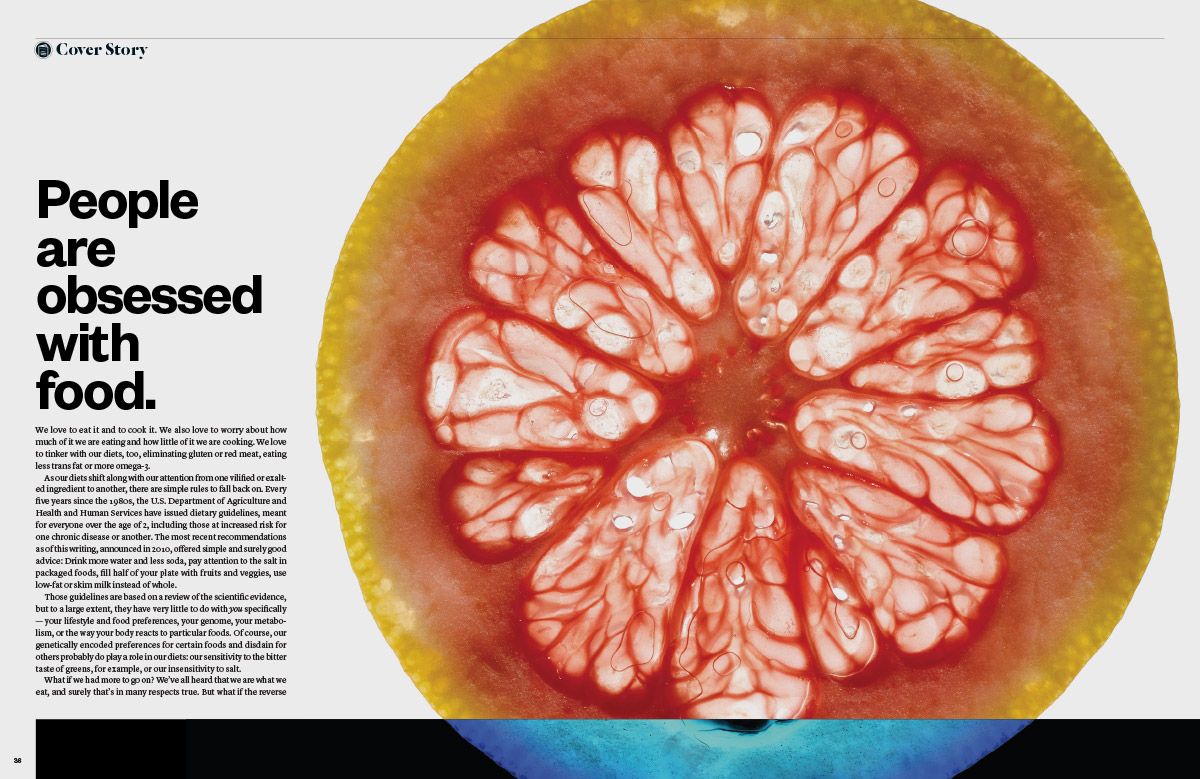 Cover Story
People
are
obsessed
with
food.
We love to eat it and to cook it. We also love to worry about how
much of it we are eating and how little of it we are cooking. We love
to tinker with our diets, too, eliminating gluten or red meat, eating
less trans fat or more omega-3.
As our diets shift along with our attention from one vilified or exalt-
ed ingredient to another, there are simple rules to fall back on. Every
five years since the 1980s, the U.S. Department of Agriculture and
Health and Human Services have issued dietary guidelines, meant
for everyone over the age of 2, including those at increased risk for
one chronic disease or another. The most recent recommendations
as of this writing, announced in 2010, offered simple and surely good
advice: Drink more water and less soda, pay attention to the salt in
packaged foods, fill half of your plate with fruits and veggies, use
low-fat or skim milk instead of whole.
Those guidelines are based on a review of the scientific evidence,
but to a large extent, they have very little to do with you specifically
— your lifestyle and food preferences, your genome, your metabo-
lism, or the way your body reacts to particular foods. Of course, our
genetically encoded preferences for certain foods and disdain for
others probably do play a role in our diets: our sensitivity to the bitter
taste of greens, for example, or our insensitivity to salt.
What if we had more to go on? We've all heard that we are what we
eat, and surely that's in many respects true. But what if the reverse
36